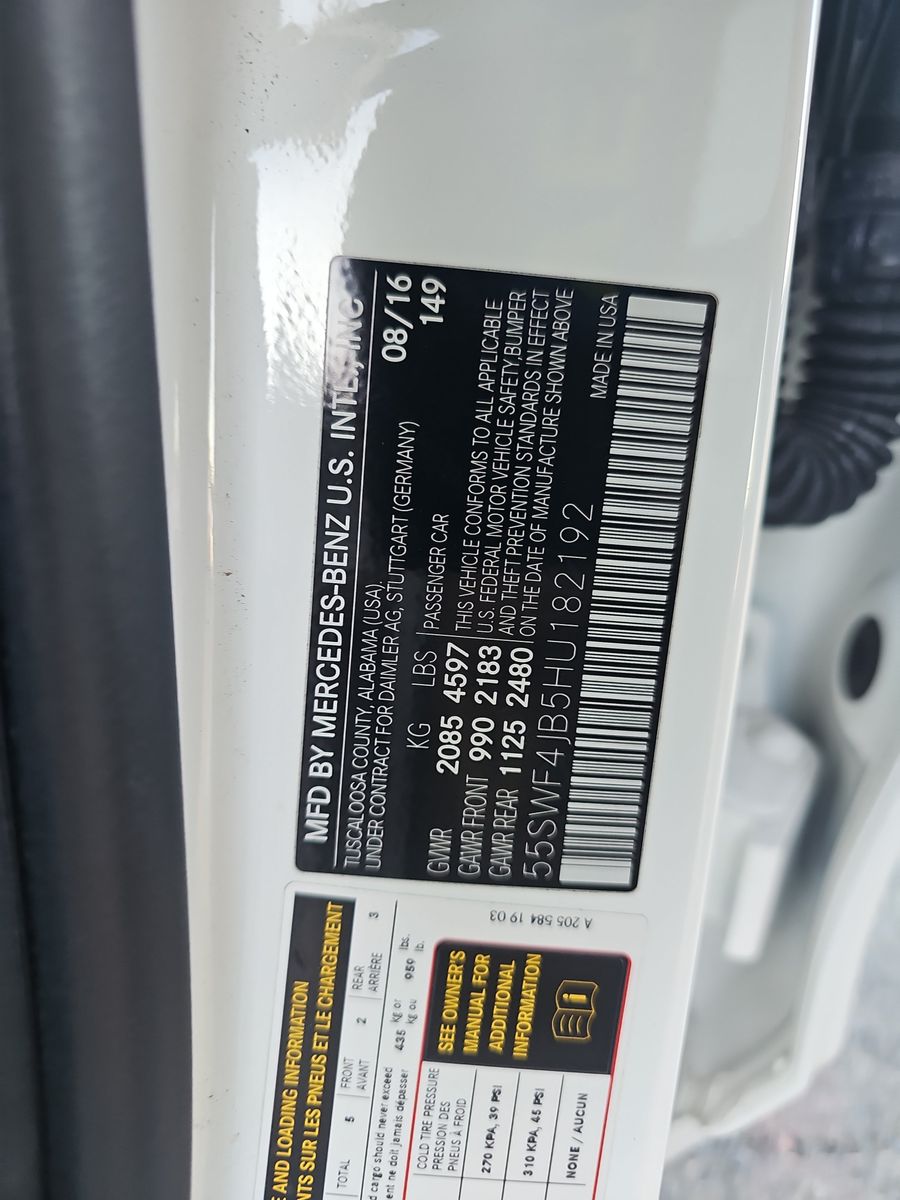 MFD BY MERCEDES-BENZ U.S. INTL., INC
TUSCALOOSA COUNTY, ALABAMA (USA),
UNDER CONTRACT FOR DAIMLER AG, STUTTGART (GERMANY)
08/16
KG LBS PASSENGER CAR 149
GVWR 2085 4597 THIS VEHICLE CONFORMS TO ALL APPLICABLE
GAWR FRONT 990 2183 U.S. FEDERAL MOTOR VEHICLE SAFETY, BUMPER
GAWR REAR 1125 2480 AND THEFT PREVENTION STANDARDS IN EFFECT
ON THE DATE OF MANUFACTURE SHOWN ABOVE
55SWF4JB5HU182192 MADE IN USA
E AND LOADING INFORMATION
NTS SUR LES PNEUS ET LE CHARGEMENT
TOTAL 5 FRONT 2 REAR 3
AVANT ARRIÈRE
d cargo should never exceed 435 kg or 959 lbs.
ent ne doit jamais dépasser kg ou lb.
COLD TIRE PRESSURE
PRESSION DES
PNEUS À FROID
270 KPA, 39 PSI
310 KPA, 45 PSI
NONE / AUCUN
SEE OWNER'S
MANUAL FOR
ADDITIONAL
INFORMATION
A 205 584 19 03